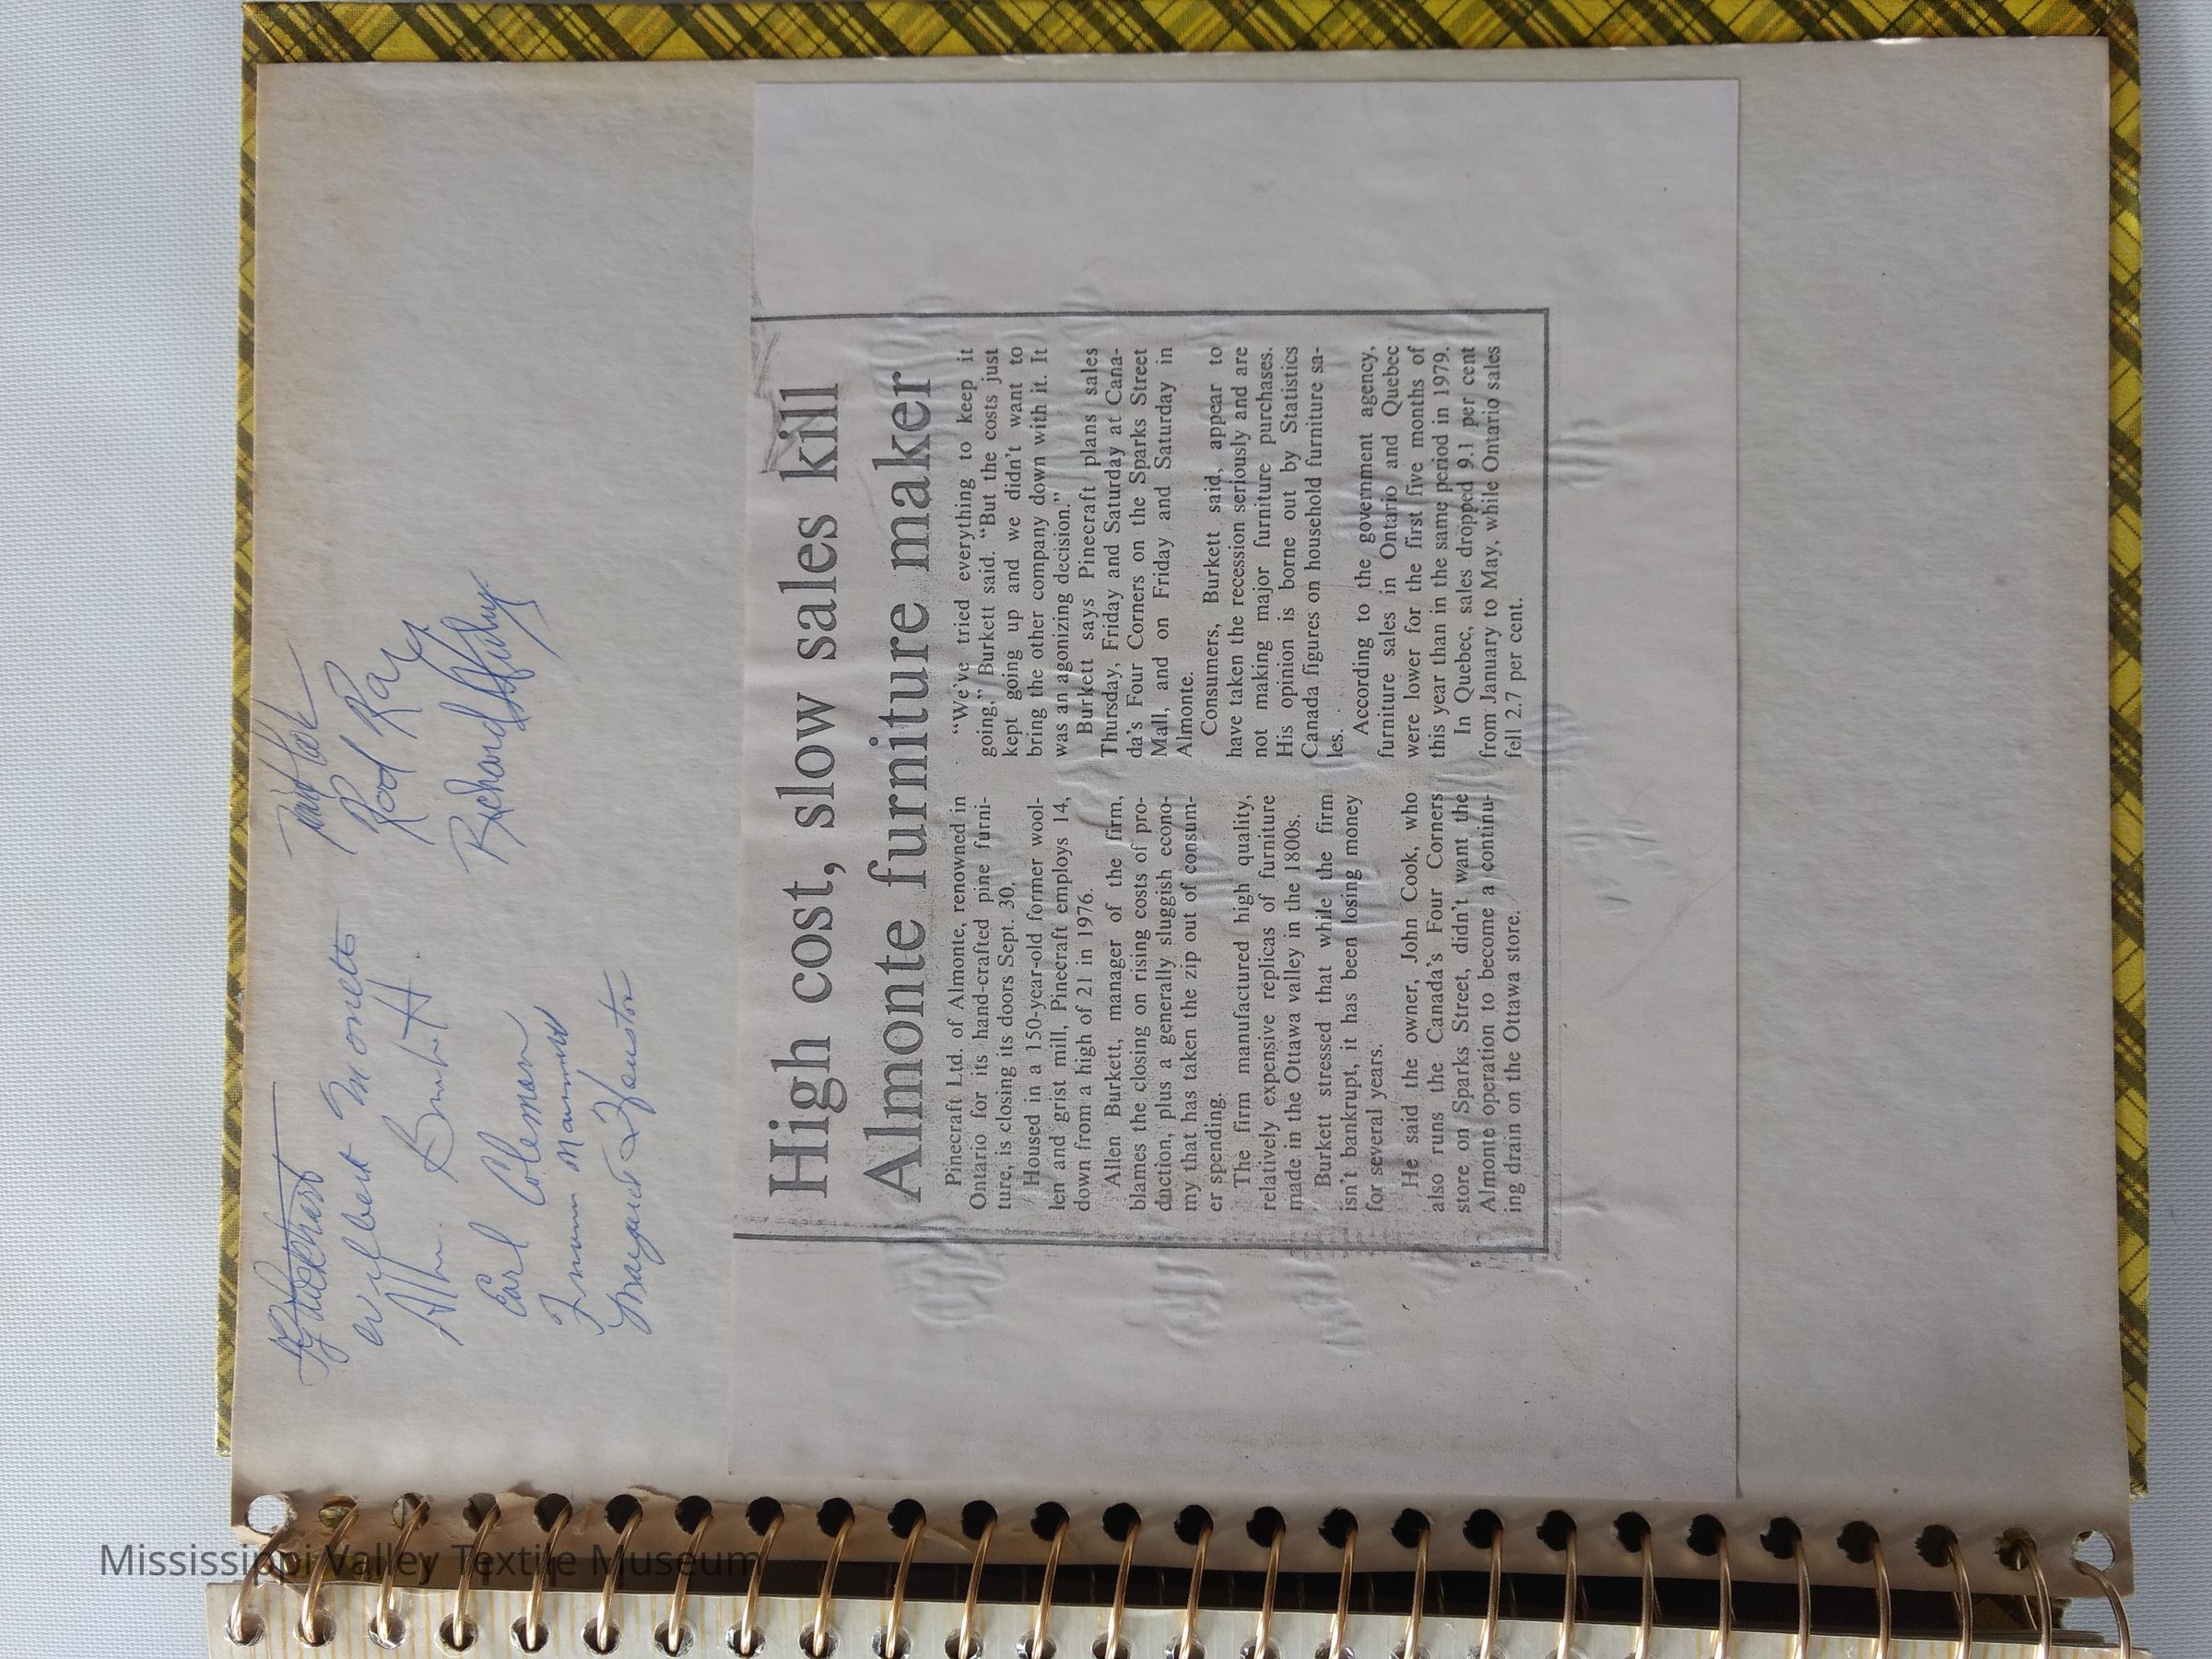 Wilbert Monette
Rod Ray
Alln. Burkett.
Richard
Earl Coleman
Margaret Houston
High cost, slow sales kill
Almonte furniture maker
Pinecraft Ltd. of Almonte, renowned in
Ontario for its hand-crafted pine furni-
ture, is closing its doors Sept. 30.
Housed in a 150-year-old former wool-
len and grist mill, Pinecraft employs 14,
down from a high of 21 in 1976.
Allen Burkett, manager of the firm,
blames the closing on rising costs of pro-
duction, plus a generally sluggish econo-
my that has taken the zip out of consum-
er spending.
The firm manufactured high quality,
relatively expensive replicas of furniture
made in the Ottawa valley in the 1800s.
Burkett stressed that while the firm
isn't bankrupt, it has been losing money
for several years.
He said the owner, John Cook, who
also runs the Canada's Four Corners
store on Sparks Street, didn't want the
Almonte operation to become a continu-
ing drain on the Ottawa store.
“We've tried everything to keep it
going,” Burkett said. “But the costs just
kept going up and we didn't want to
bring the other company down with it. It
was an agonizing decision.”
Burkett says Pinecraft plans sales
Thursday, Friday and Saturday at Cana-
da's Four Corners on the Sparks Street
Mall, and on Friday and Saturday in
Almonte.
Consumers, Burkett said, appear to
have taken the recession seriously and are
not making major furniture purchases.
His opinion is borne out by Statistics
Canada figures on household furniture sa-
les.
According to the government agency,
furniture sales in Ontario and Quebec
were lower for the first five months of
this year than in the same period in 1979.
In Quebec, sales dropped 9.1 per cent
from January to May, while Ontario sales
fell 2.7 per cent.
Mississippi Valley Textile Museum